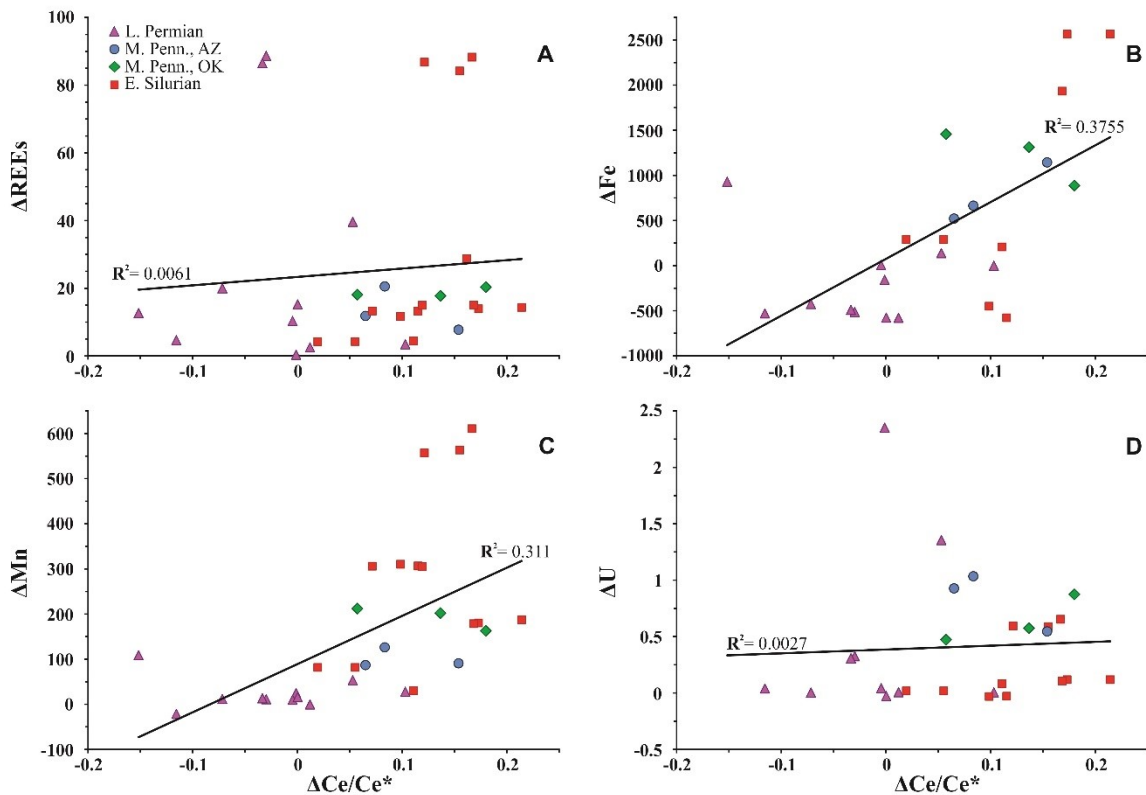 100
80
60
40
20
0
ΔREEs
L. Permian
M. Penn., AZ
M. Penn., OK
E. Silurian
A
R²= 0.0061
-0.2
-0.1
0
0.1
0.2
2500
2000
1500
1000
500
0
-500
-1000
ΔFe
B
R²= 0.3755
-0.2
-0.1
0
0.1
0.2
600
500
400
300
200
100
0
-100
ΔMn
C
R²= 0.311
-0.2
-0.1
0
0.1
0.2
ΔCe/Ce*
2.5
2
1.5
1
0.5
0
-0.5
ΔU
D
R²= 0.0027
-0.2
-0.1
0
0.1
0.2
ΔCe/Ce*